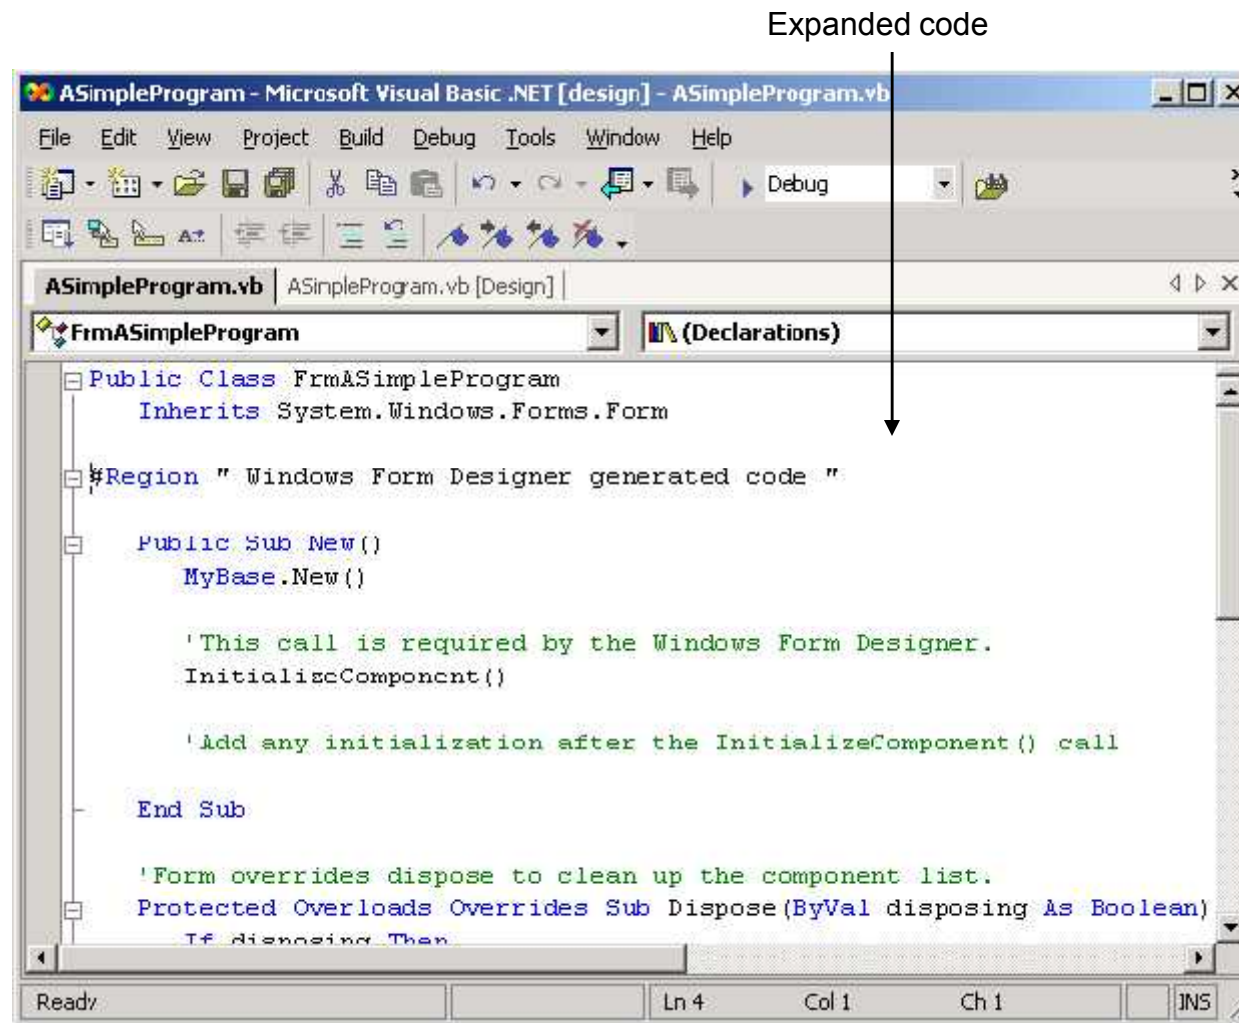 Expanded code
ASimpleProgram - Microsoft Visual Basic .NET [design] - ASimpleProgram.vb
File Edit View Project Build Debug Tools Window Help
Debug
ASimpleProgram.vb ASimpleProgram.vb [Design]
FrmASimpleProgram (Declarations)
Public Class FrmASimpleProgram
Inherits System.Windows.Forms.Form
#Region " Windows Form Designer generated code "
Public Sub New()
MyBase.New()
'This call is required by the Windows Form Designer.
InitializeComponent()
'Add any initialization after the InitializeComponent() call
End Sub
'Form overrides dispose to clean up the component list.
Protected Overloads Overrides Sub Dispose(ByVal disposing As Boolean)
If disposing Then
Ready Ln 4 Col 1 Ch 1 INS